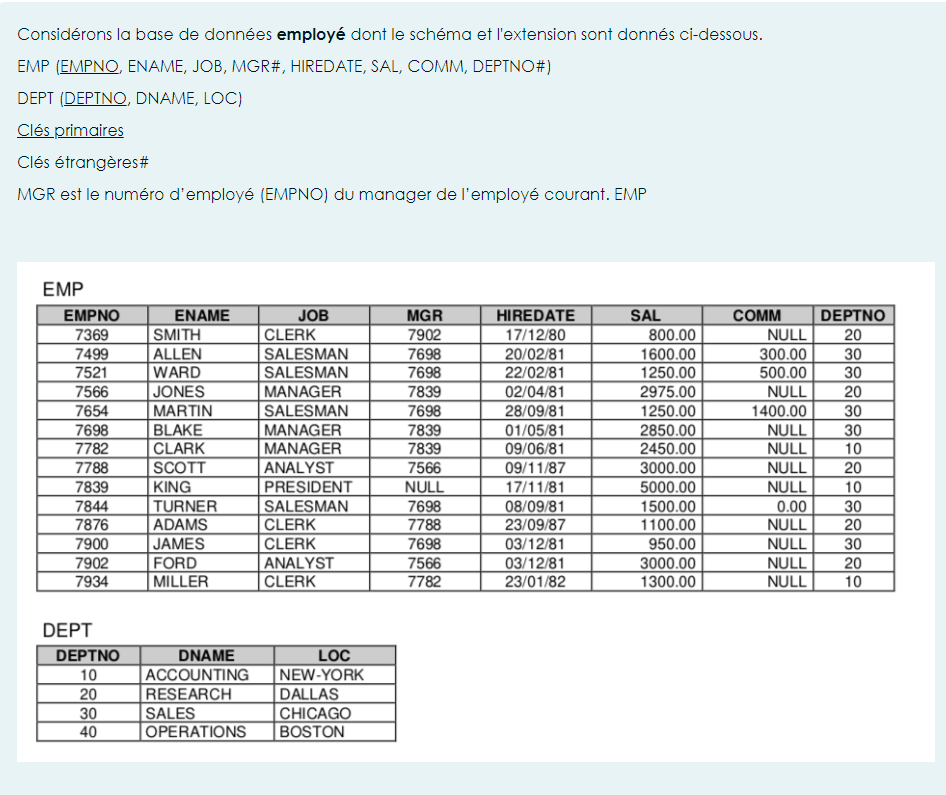 Considérons la base de données employé dont le schéma et l'extension sont donnés ci-dessous.
EMP (EMPNO, ENAME, JOB, MGR#, HIREDATE, SAL, COMM, DEPTNO#)
DEPT (DEPTNO, DNAME, LOC)
Clés primaires
Clés étrangères#
MGR est le numéro d'employé (EMPNO) du manager de l'employé courant. EMP
EMP
EMPNO ENAME JOB MGR HIREDATE SAL COMM DEPTNO
7369 SMITH CLERK 7902 17/12/80 800.00 NULL 20
7499 ALLEN SALESMAN 7698 20/02/81 1600.00 300.00 30
7521 WARD SALESMAN 7698 22/02/81 1250.00 500.00 30
7566 JONES MANAGER 7839 02/04/81 2975.00 NULL 20
7654 MARTIN SALESMAN 7698 28/09/81 1250.00 1400.00 30
7698 BLAKE MANAGER 7839 01/05/81 2850.00 NULL 30
7782 CLARK MANAGER 7839 09/06/81 2450.00 NULL 10
7788 SCOTT ANALYST 7566 09/11/87 3000.00 NULL 20
7839 KING PRESIDENT NULL 17/11/81 5000.00 NULL 10
7844 TURNER SALESMAN 7698 08/09/81 1500.00 0.00 30
7876 ADAMS CLERK 7788 23/09/87 1100.00 NULL 20
7900 JAMES CLERK 7698 03/12/81 950.00 NULL 30
7902 FORD ANALYST 7566 03/12/81 3000.00 NULL 20
7934 MILLER CLERK 7782 23/01/82 1300.00 NULL 10
DEPT
DEPTNO DNAME LOC
10 ACCOUNTING NEW-YORK
20 RESEARCH DALLAS
30 SALES CHICAGO
40 OPERATIONS BOSTON